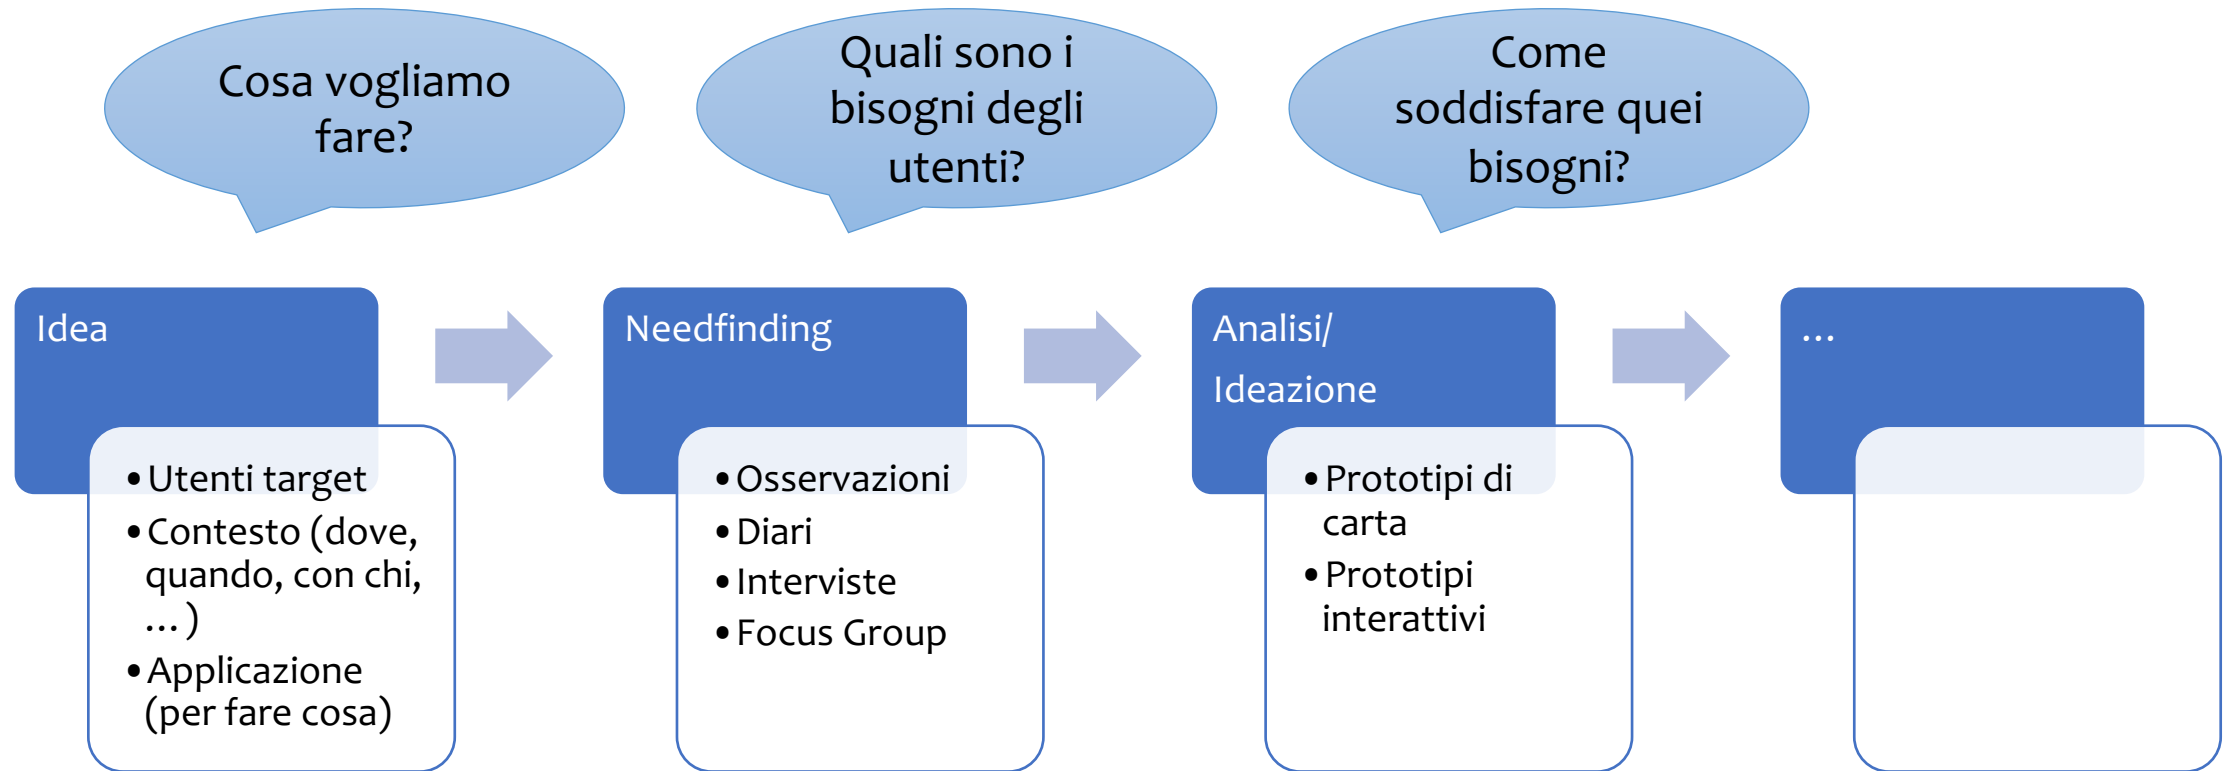 Cosa vogliamo
fare?
Quali sono i
bisogni degli
utenti?
Come
soddisfare quei
bisogni?
Idea
•Utenti target
•Contesto (dove,
quando, con chi,
…)
•Applicazione
(per fare cosa)
Needfinding
•Osservazioni
•Diari
•Interviste
•Focus Group
Analisi/
Ideazione
•Prototipi di
carta
•Prototipi
interattivi
…